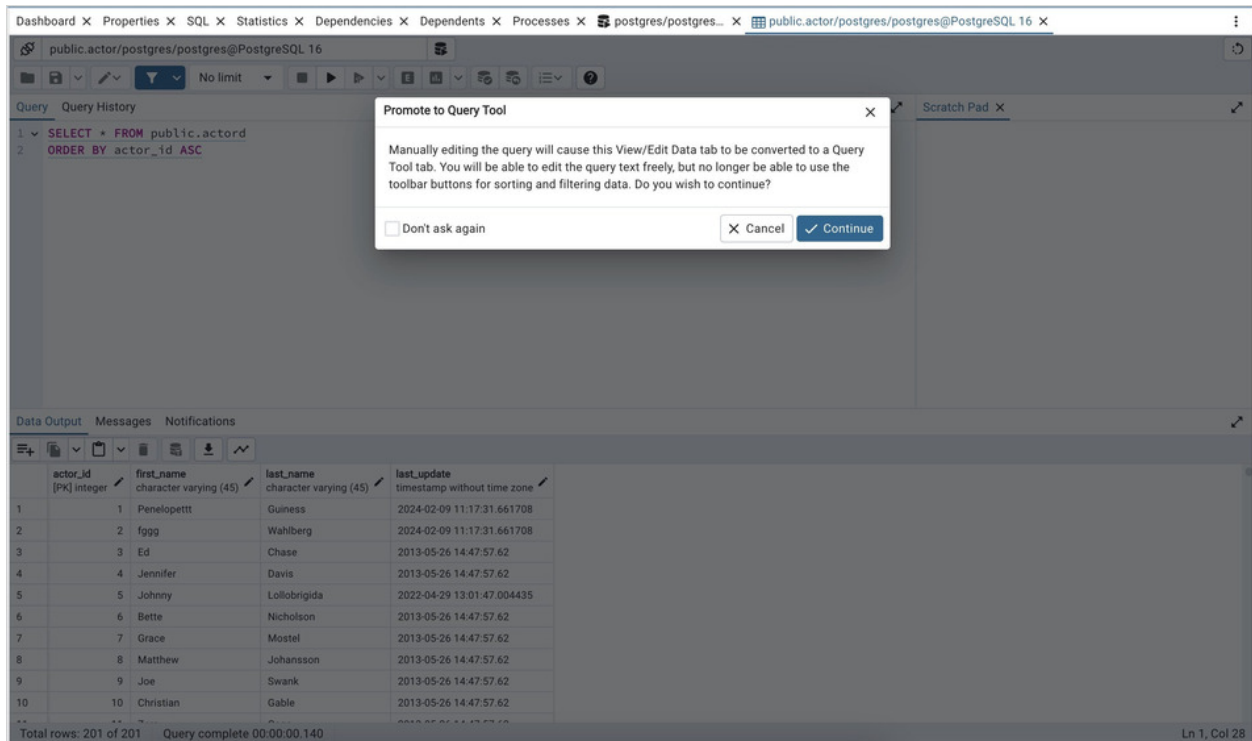 Dashboard Properties SQL Statistics Dependencies Dependents Processes postgres/postgres... public.actor/postgres/postgres@PostgreSQL 16
public.actor/postgres/postgres@PostgreSQL 16
No limit
Query Query History
Scratch Pad
1 SELECT * FROM public.actord
2 ORDER BY actor_id ASC
Promote to Query Tool
Manually editing the query will cause this View/Edit Data tab to be converted to a Query
Tool tab. You will be able to edit the query text freely, but no longer be able to use the
toolbar buttons for sorting and filtering data. Do you wish to continue?
Don't ask again Cancel Continue
Data Output Messages Notifications
actor_id first_name last_name last_update
[PK] integer character varying (45) character varying (45) timestamp without time zone
1 1 Penelopettt Guiness 2024-02-09 11:17:31.661708
2 2 fggg Wahlberg 2024-02-09 11:17:31.661708
3 3 Ed Chase 2013-05-26 14:47:57.62
4 4 Jennifer Davis 2013-05-26 14:47:57.62
5 5 Johnny Lollobrigida 2022-04-29 13:01:47.004435
6 6 Bette Nicholson 2013-05-26 14:47:57.62
7 7 Grace Mostel 2013-05-26 14:47:57.62
8 8 Matthew Johansson 2013-05-26 14:47:57.62
9 9 Joe Swank 2013-05-26 14:47:57.62
10 10 Christian Gable 2013-05-26 14:47:57.62
Total rows: 201 of 201 Query complete 00:00:00.140 Ln 1, Col 28